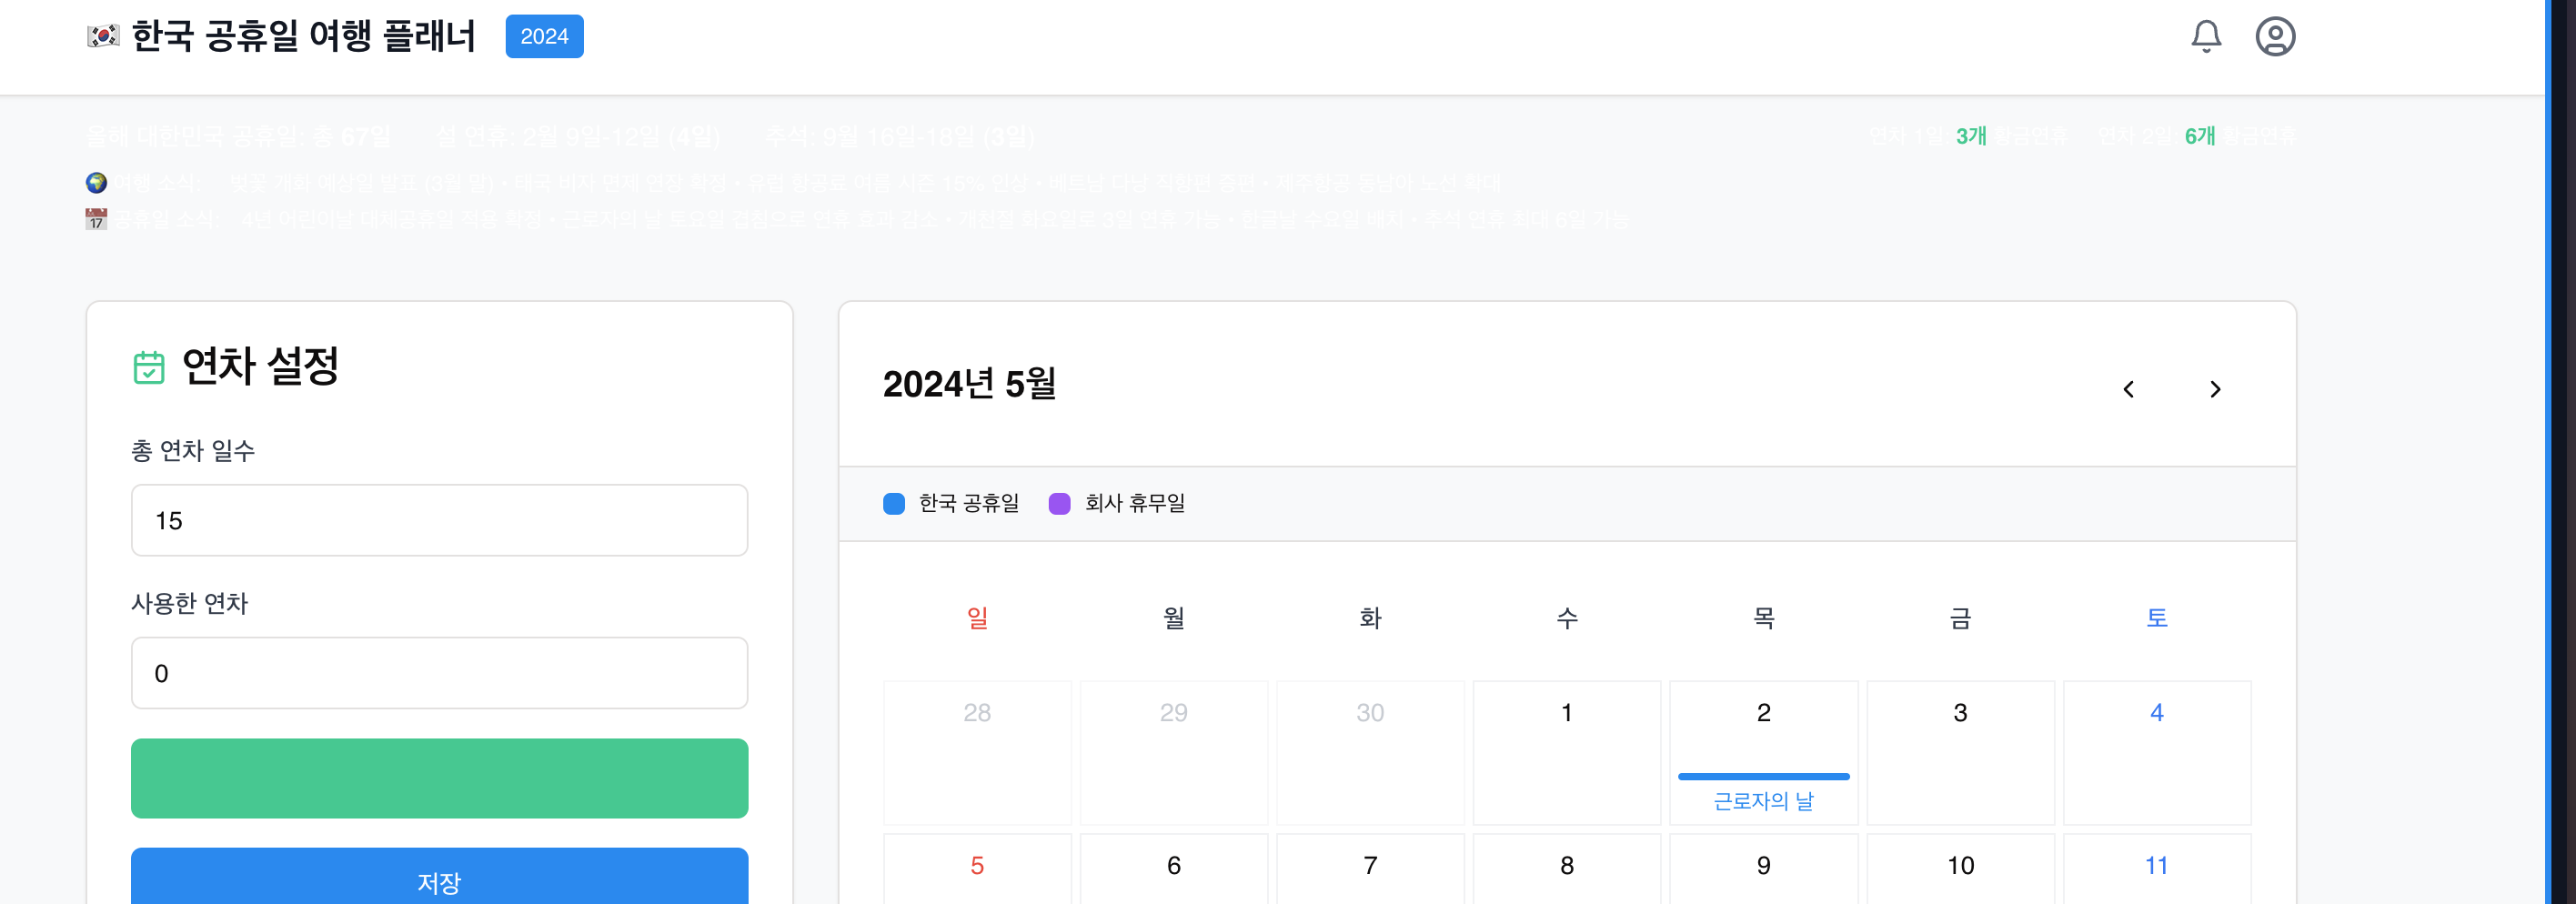 🇰🇷 한국 공휴일 여행 플래너 2024
올해 대한민국 공휴일: 총 67일 설 연휴: 2월 9일-12일 (4일) 추석: 9월 16일-18일 (3일) 연차 1일: 3개 황금연휴 연차 2일: 6개 황금연휴
🌍 여행 소식: 벚꽃 개화 예상일 발표 (3월 말) • 태국 비자 면제 연장 확정 • 유럽 항공료 여름 시즌 15% 인상 • 베트남 다낭 직항편 증편 • 제주항공 동남아 노선 확대
📅 공휴일 소식: 4년 어린이날 대체공휴일 적용 확정 • 근로자의 날 토요일 겹침으로 연휴 효과 감소 • 개천절 화요일로 3일 연휴 가능 • 한글날 수요일 배치 • 추석 연휴 최대 6일 가능
연차 설정
총 연차 일수
15
사용한 연차
0
저장
2024년 5월
한국 공휴일 회사 휴무일
일 월 화 수 목 금 토
28 29 30 1 2 3 4
근로자의 날
5 6 7 8 9 10 11